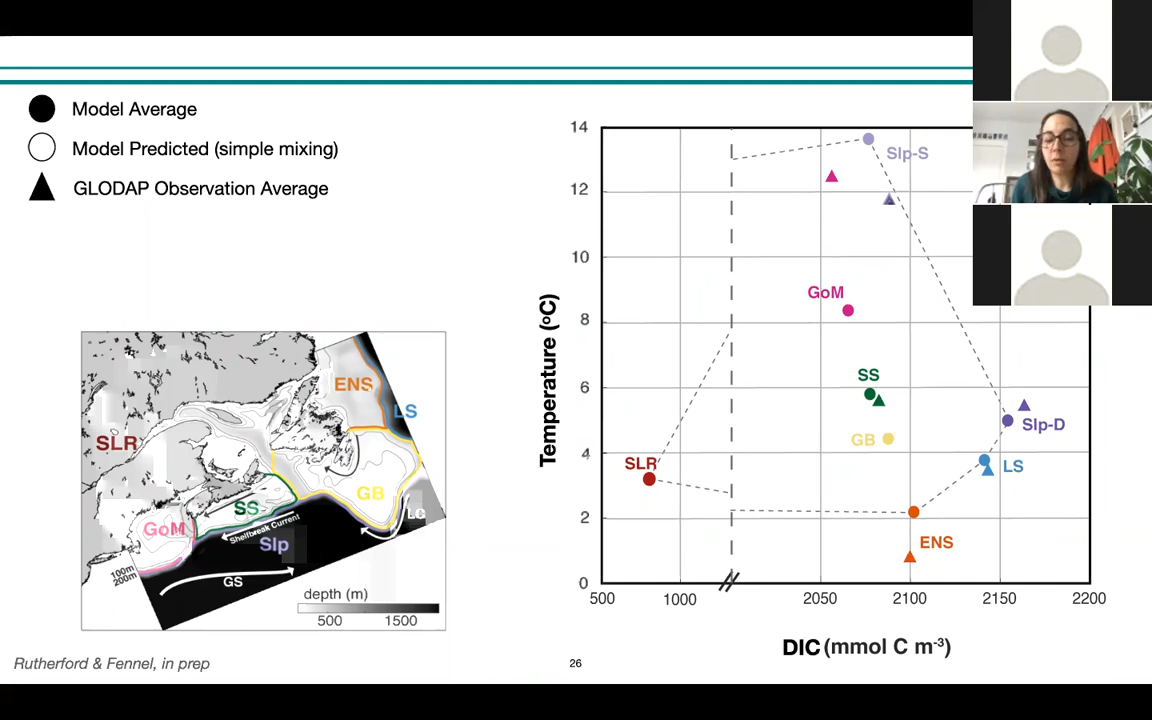 Model Average
Model Predicted (simple mixing)
GLODAP Observation Average
ENS
LS
SLR
GB
LC
SS
GoM
Shelfbreak Current
Slp
100m
200m
GS
depth (m)
500 1500
Temperature (°C)
14
12
10
8
6
4
2
0
Slp-S
GoM
SS
GB
SLR
Slp-D
LS
ENS
500 1000 2050 2100 2150 2200
DIC (mmol C m⁻³)
Rutherford & Fennel, in prep
26